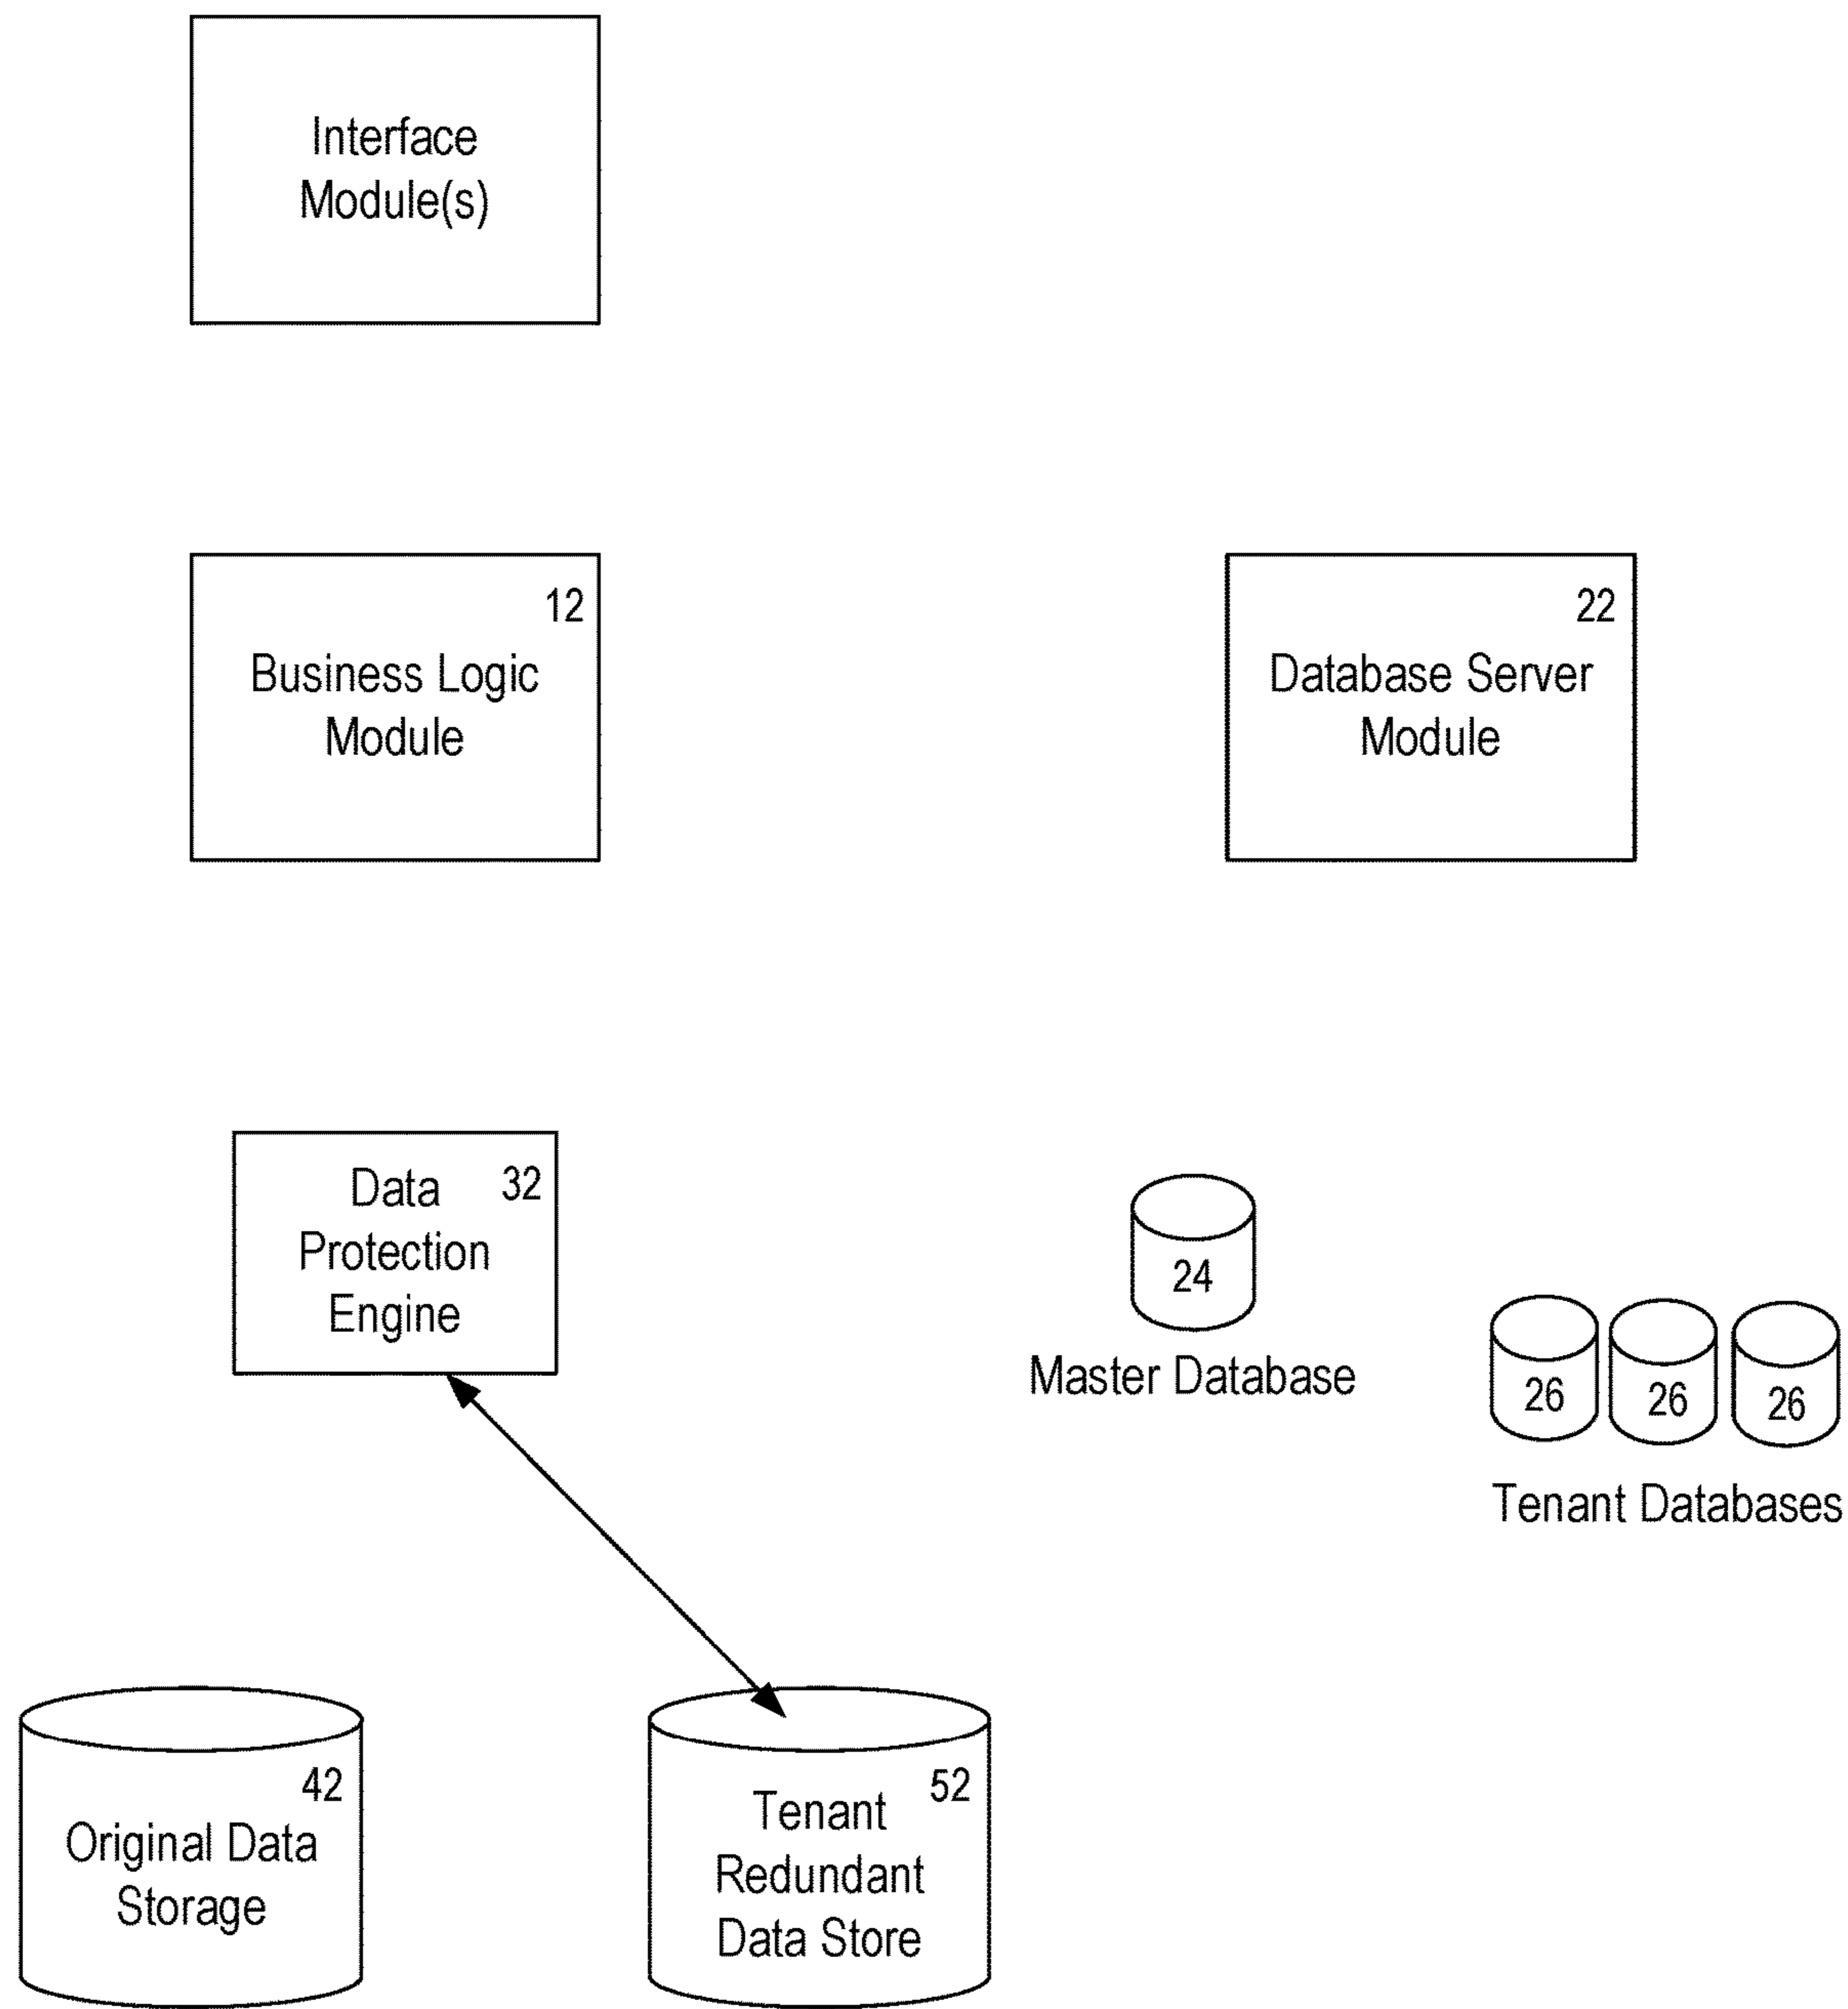 Interface
Module(s)
12
Business Logic
Module
22
Database Server
Module
Data 32
Protection
Engine
24
Master Database
26 26 26
Tenant Databases
42
Original Data
Storage
52
Tenant
Redundant
Data Store